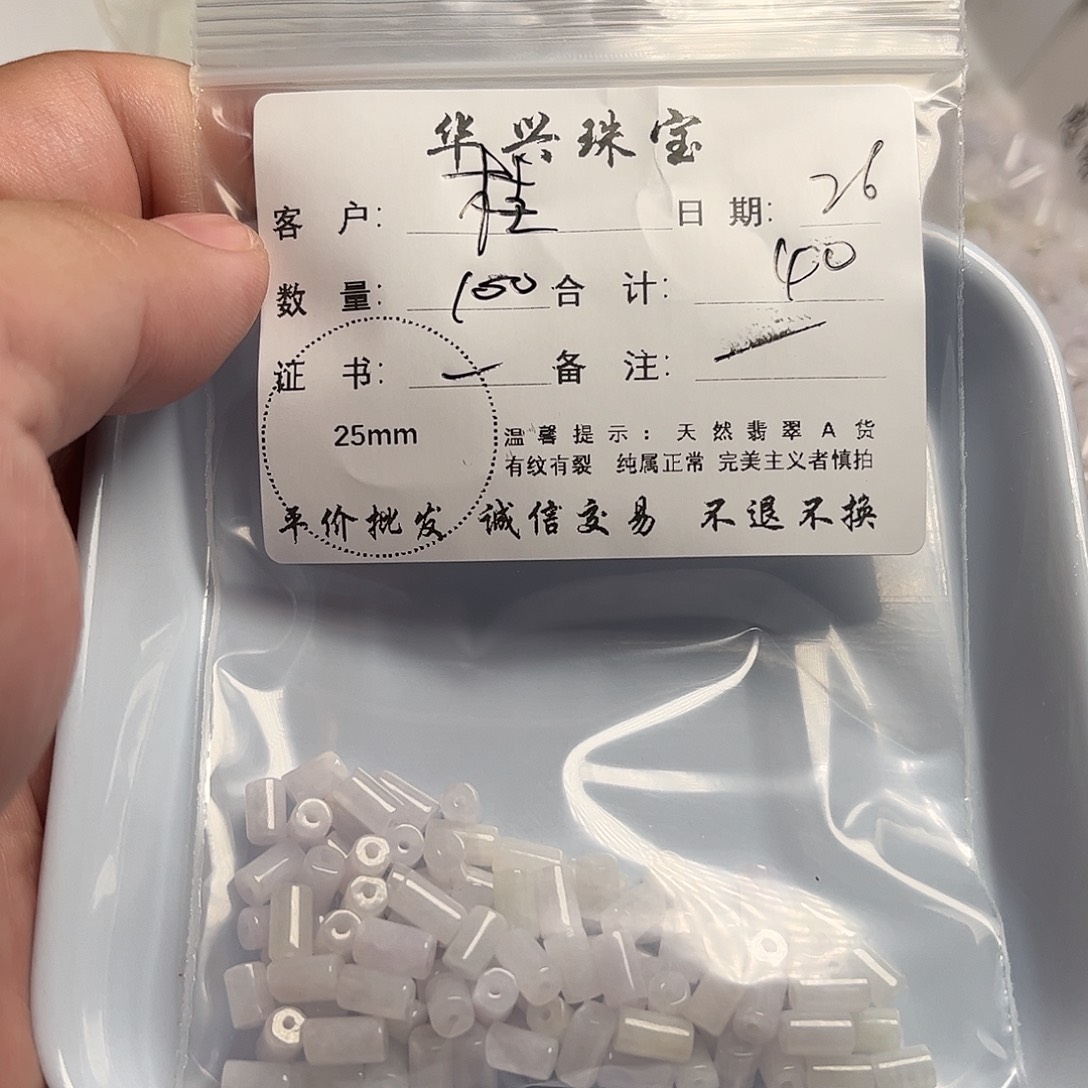 华兴珠宝
客 户: 桂 日 期: 26
数 量: 100 合 计: 40
证 书: 备 注:
25mm 温馨提示: 天然翡翠A货
有纹有裂 纯属正常 完美主义者慎拍
平价批发 诚信交易 不退不换